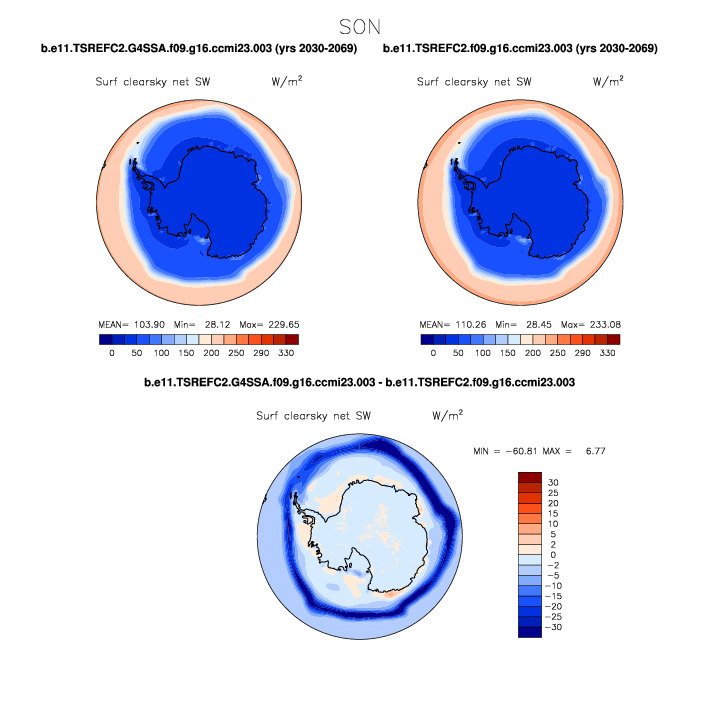 SON
b.e11.TSREFC2.G4SSA.f09.g16.ccmi23.003 (yrs 2030-2069)
b.e11.TSREFC2.f09.g16.ccmi23.003 (yrs 2030-2069)
Surf clearsky net SW W/m²
Surf clearsky net SW W/m²
MEAN= 103.90 Min= 28.12 Max= 229.65
0 50 100 150 200 250 290 330
MEAN= 110.26 Min= 28.45 Max= 233.08
0 50 100 150 200 250 290 330
b.e11.TSREFC2.G4SSA.f09.g16.ccmi23.003 - b.e11.TSREFC2.f09.g16.ccmi23.003
Surf clearsky net SW W/m²
MIN = −60.81 MAX = 6.77
30
25
20
15
10
5
2
0
−2
−5
−10
−15
−20
−25
−30